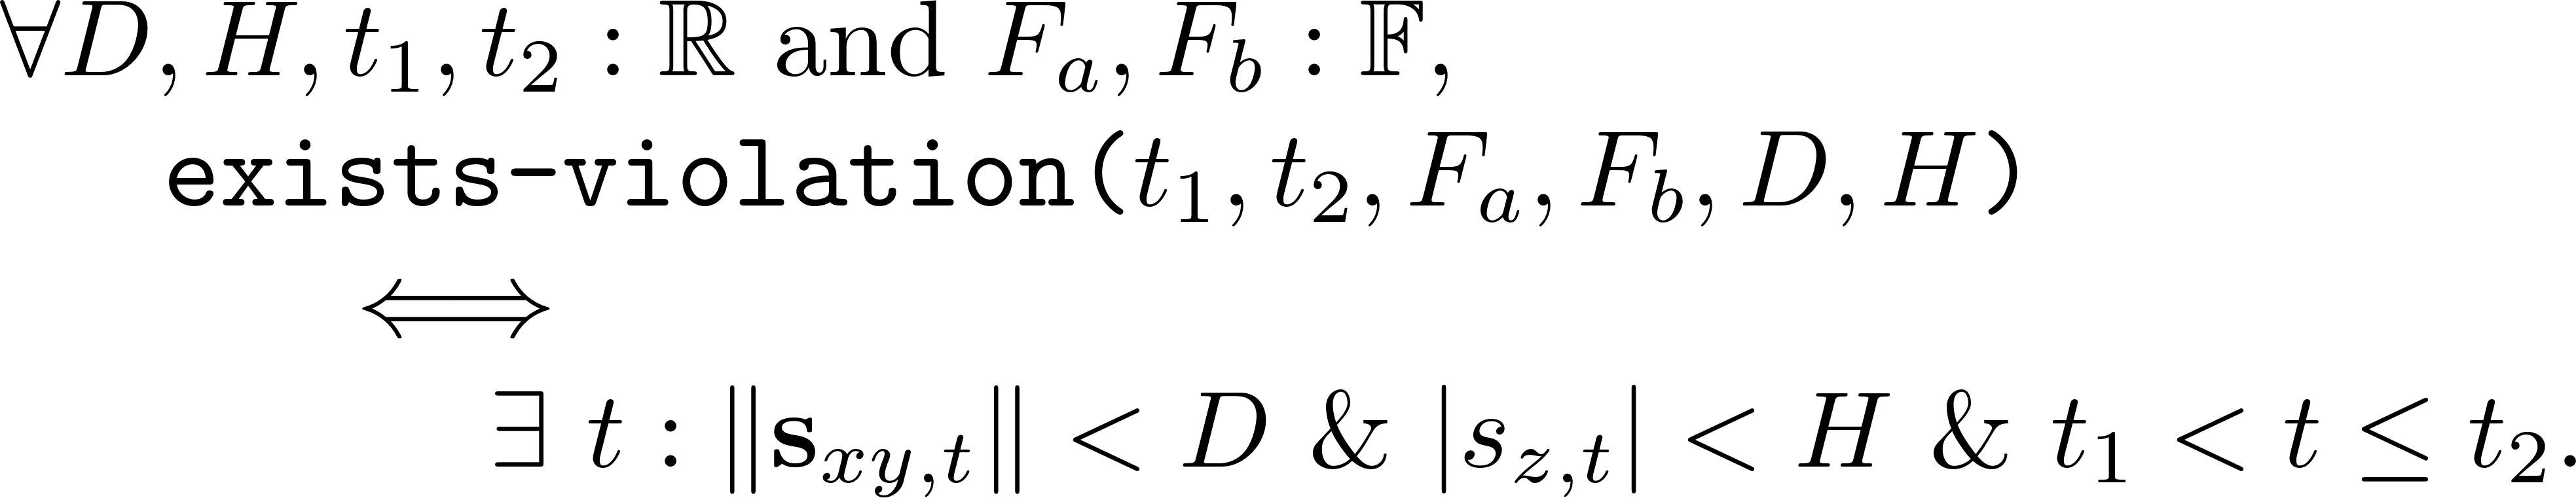 ∀D, H, t₁, t₂ : ℝ and Fₐ, F_b : 𝔽,
exists-violation(t₁, t₂, Fₐ, F_b, D, H)
⟺
∃ t : ‖𝐬_{xy,t}‖ < D & |s_{z,t}| < H & t₁ < t ≤ t₂.